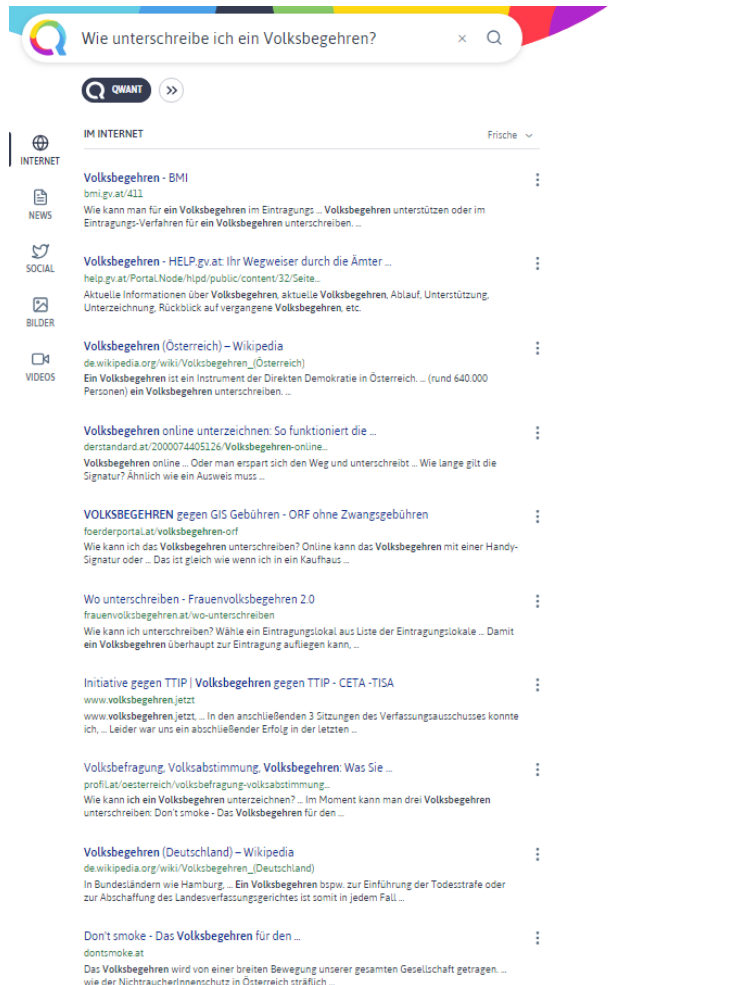 Wie unterschreibe ich ein Volksbegehren?
QWANT
IM INTERNET
Frische
INTERNET
NEWS
SOCIAL
BILDER
VIDEOS
Volksbegehren - BMI
bmi.gv.at/411
Wie kann man für ein Volksbegehren im Eintragungs ... Volksbegehren unterstützen oder im
Eintragungs-Verfahren für ein Volksbegehren unterschreiben. ...
Volksbegehren - HELP.gv.at: Ihr Wegweiser durch die Ämter ...
help.gv.at/Portal.Node/hlpd/public/content/32/Seite...
Aktuelle Informationen über Volksbegehren, aktuelle Volksbegehren, Ablauf, Unterstützung,
Unterzeichnung, Rückblick auf vergangene Volksbegehren, etc.
Volksbegehren (Österreich) – Wikipedia
de.wikipedia.org/wiki/Volksbegehren_(Österreich)
Ein Volksbegehren ist ein Instrument der Direkten Demokratie in Österreich. ... (rund 640.000
Personen) ein Volksbegehren unterschreiben. ...
Volksbegehren online unterzeichnen: So funktioniert die ...
derstandard.at/2000074405126/Volksbegehren-online...
Volksbegehren online ... Oder man erspart sich den Weg und unterschreibt ... Wie lange gilt die
Signatur? Ähnlich wie ein Ausweis muss ...
VOLKSBEGEHREN gegen GIS Gebühren - ORF ohne Zwangsgebühren
foerderportal.at/volksbegehren-orf
Wie kann ich das Volksbegehren unterschreiben? Online kann das Volksbegehren mit einer Handy-
Signatur oder ... Das ist gleich wie wenn ich in ein Kaufhaus ...
Wo unterschreiben - Frauenvolksbegehren 2.0
frauenvolksbegehren.at/wo-unterschreiben
Wie kann ich unterschreiben? Wähle ein Eintragungslokal aus Liste der Eintragungslokale ... Damit
ein Volksbegehren überhaupt zur Eintragung aufliegen kann, ...
Initiative gegen TTIP | Volksbegehren gegen TTIP - CETA -TISA
www.volksbegehren.jetzt
www.volksbegehren.jetzt, ... In den anschließenden 3 Sitzungen des Verfassungsausschusses konnte
ich, ... Leider war uns ein abschließender Erfolg in der letzten ...
Volksbefragung, Volksabstimmung, Volksbegehren: Was Sie ...
profil.at/oesterreich/volksbefragung-volksabstimmung...
Wie kann ich ein Volksbegehren unterzeichnen? ... Im Moment kann man drei Volksbegehren
unterschreiben: Don't smoke - Das Volksbegehren für den ...
Volksbegehren (Deutschland) – Wikipedia
de.wikipedia.org/wiki/Volksbegehren_(Deutschland)
In Bundesländern wie Hamburg, ... Ein Volksbegehren bspw. zur Einführung der Todesstrafe oder
zur Abschaffung des Landesverfassungsgerichtes ist somit in jedem Fall ...
Don't smoke - Das Volksbegehren für den ...
dontsmoke.at
Das Volksbegehren wird von einer breiten Bewegung unserer gesamten Gesellschaft getragen. ...
wie der NichtraucherInnenschutz in Österreich sträflich ...